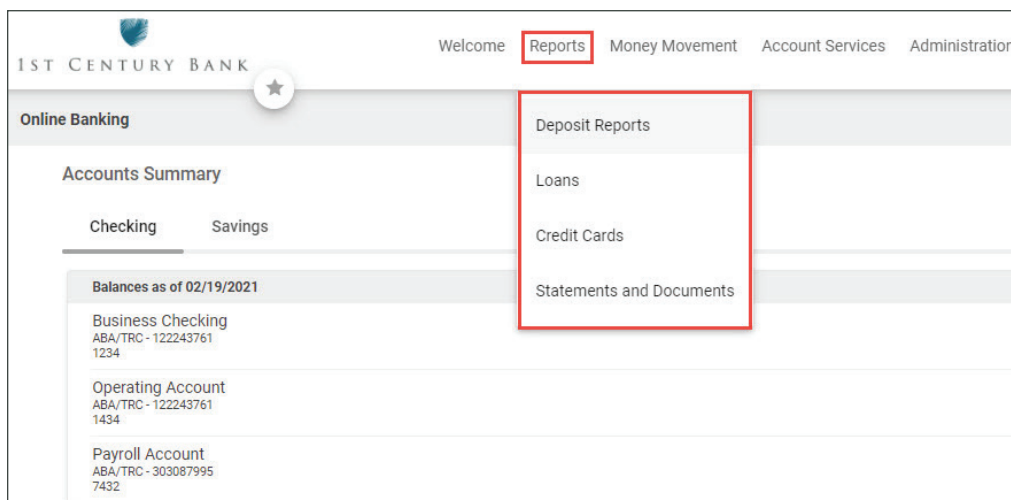 1ST CENTURY BANK
Welcome Reports Money Movement Account Services Administration
Online Banking
Deposit Reports
Loans
Credit Cards
Statements and Documents
Accounts Summary
Checking Savings
Balances as of 02/19/2021
Business Checking
ABA/TRC - 122243761
1234
Operating Account
ABA/TRC - 122243761
1434
Payroll Account
ABA/TRC - 303087995
7432